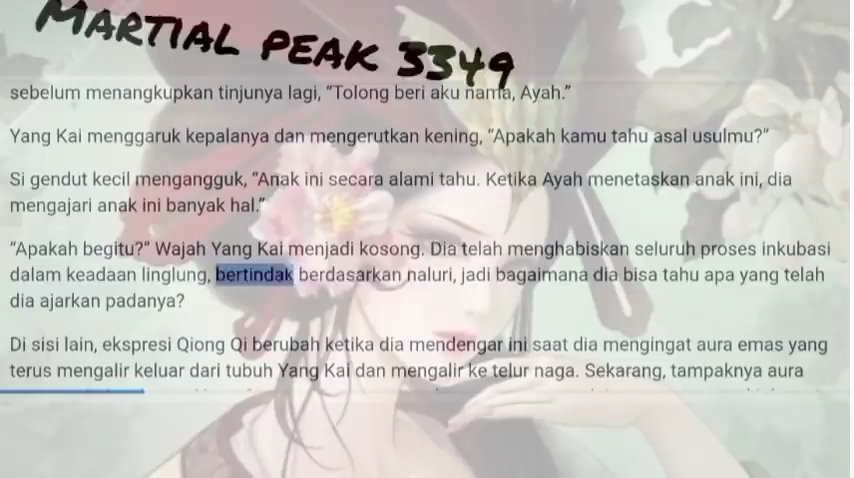 MARTIAL PEAK 3349
sebelum menangkupkan tinjunya lagi, “Tolong beri aku nama, Ayah.”
Yang Kai menggaruk kepalanya dan mengerutkan kening, “Apakah kamu tahu asal usulmu?”
Si gendut kecil mengangguk, “Anak ini secara alami tahu. Ketika Ayah menetaskan anak ini, dia
mengajari anak ini banyak hal.”
“Apakah begitu?” Wajah Yang Kai menjadi kosong. Dia telah menghabiskan seluruh proses inkubasi
dalam keadaan linglung, bertindak berdasarkan naluri, jadi bagaimana dia bisa tahu apa yang telah
dia ajarkan padanya?
Di sisi lain, ekspresi Qiong Qi berubah ketika dia mendengar ini saat dia mengingat aura emas yang
terus mengalir keluar dari tubuh Yang Kai dan mengalir ke telur naga. Sekarang, tampaknya aura